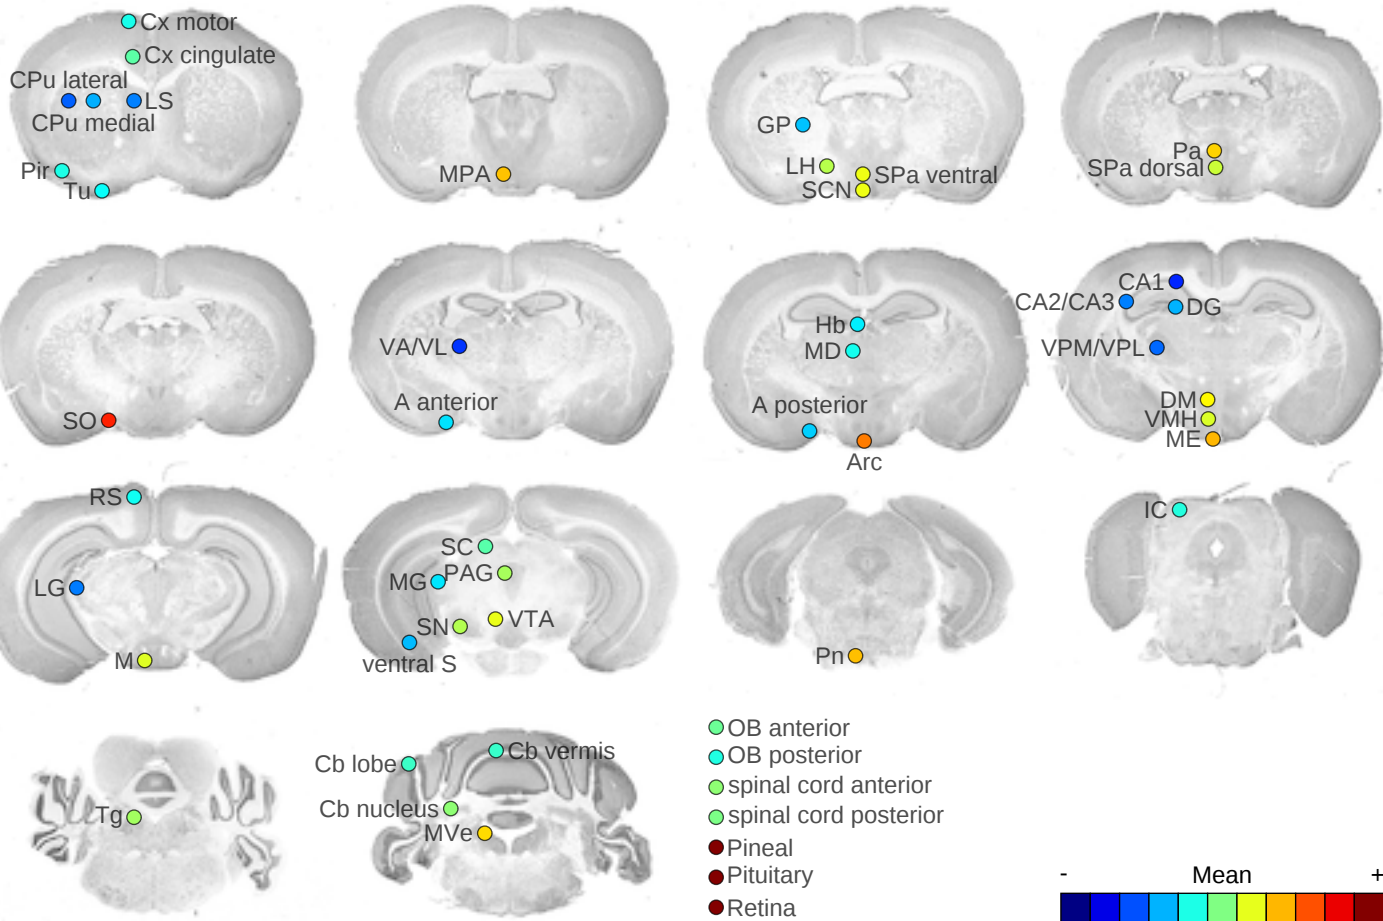 Cx motor
Cx cingulate
CPu lateral
LS
CPu medial
Pir
Tu
MPA
GP
LH
SPa ventral
SCN
Pa
SPa dorsal
SO
VA/VL
A anterior
Hb
MD
A posterior
Arc
CA1
CA2/CA3
DG
VPM/VPL
DM
VMH
ME
RS
LG
M
SC
MG
PAG
SN
VTA
ventral S
Pn
IC
Tg
Cb lobe
Cb vermis
Cb nucleus
MVe
OB anterior
OB posterior
spinal cord anterior
spinal cord posterior
Pineal
Pituitary
Retina
- Mean +